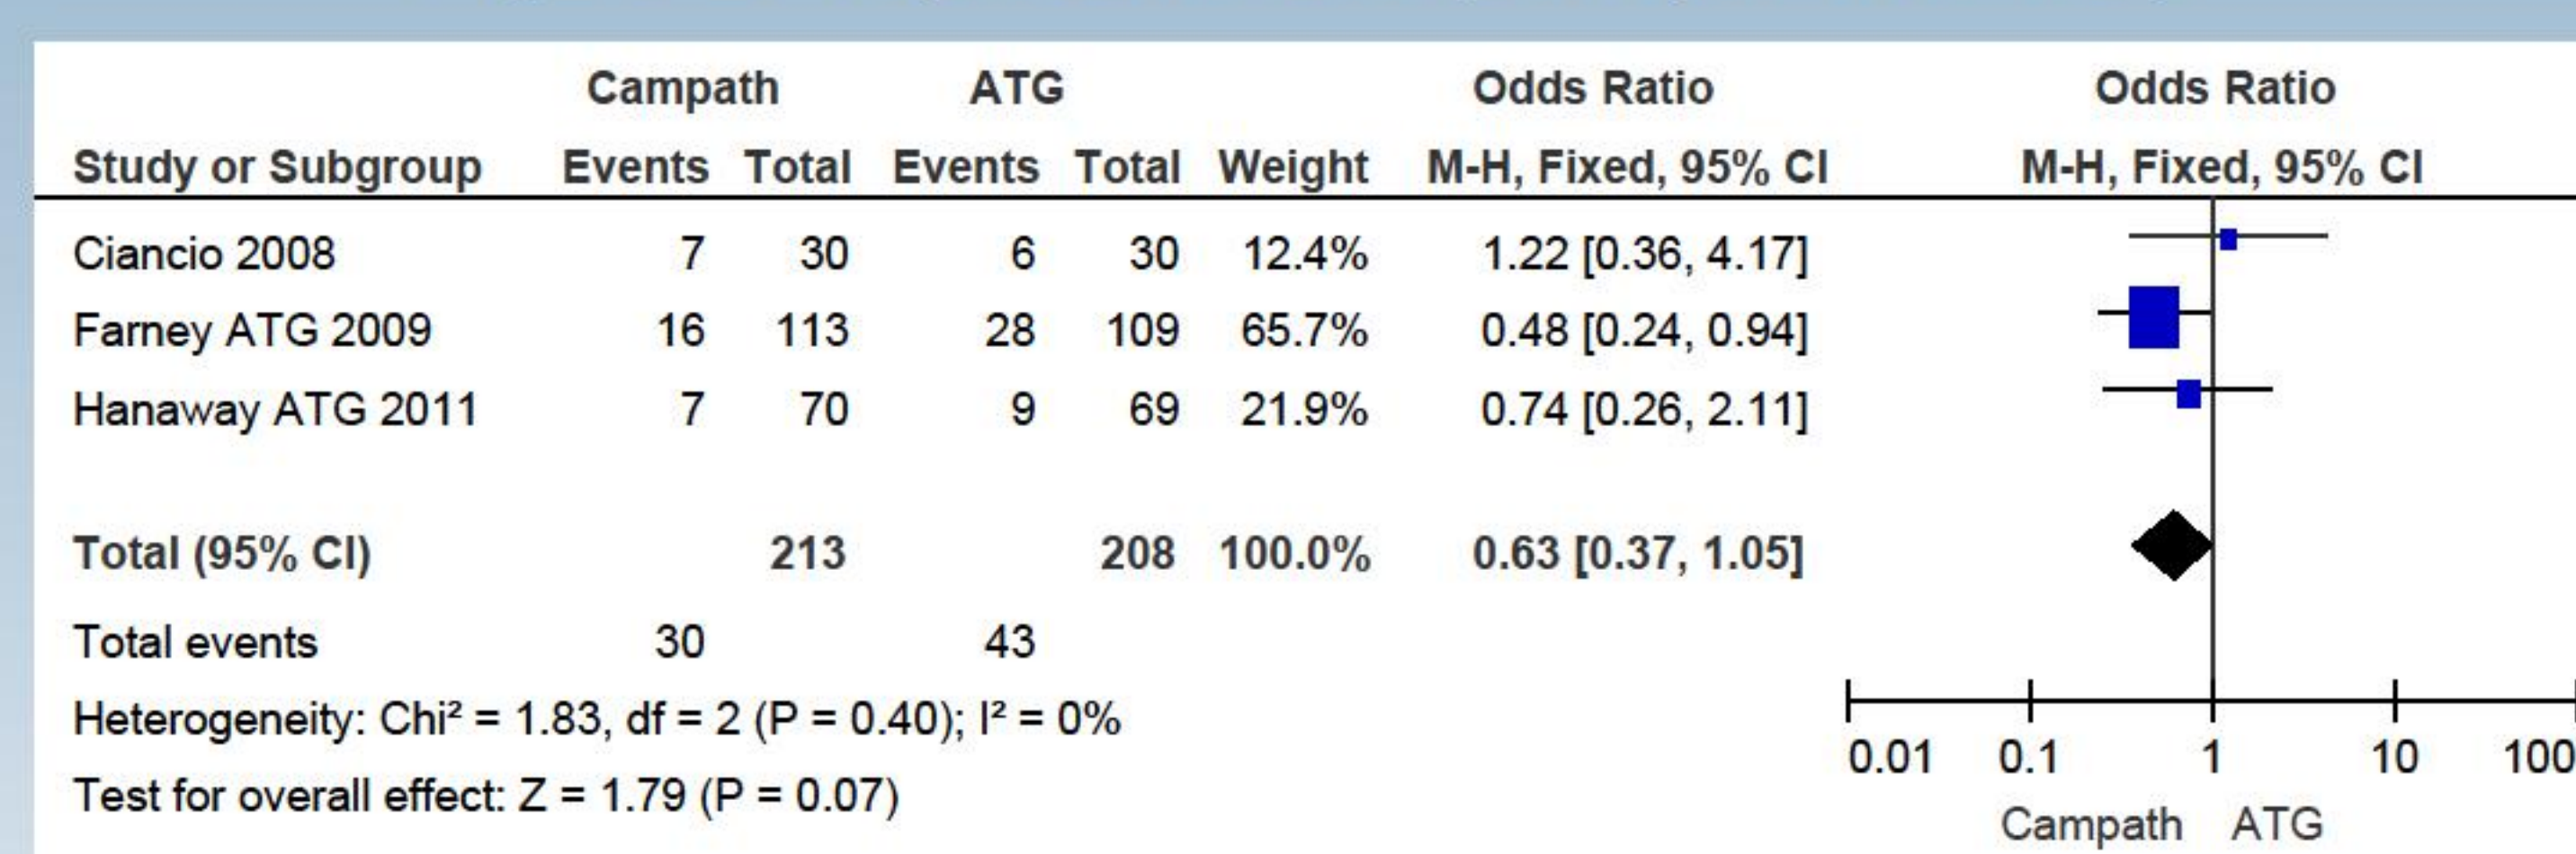 Campath ATG Odds Ratio Odds Ratio
Study or Subgroup Events Total Events Total Weight M-H, Fixed, 95% CI M-H, Fixed, 95% CI
Ciancio 2008 7 30 6 30 12.4% 1.22 [0.36, 4.17]
Farney ATG 2009 16 113 28 109 65.7% 0.48 [0.24, 0.94]
Hanaway ATG 2011 7 70 9 69 21.9% 0.74 [0.26, 2.11]
Total (95% CI) 213 208 100.0% 0.63 [0.37, 1.05]
Total events 30 43
Heterogeneity: Chi² = 1.83, df = 2 (P = 0.40); I² = 0%
Test for overall effect: Z = 1.79 (P = 0.07)
0.01 0.1 1 10 100
Campath ATG